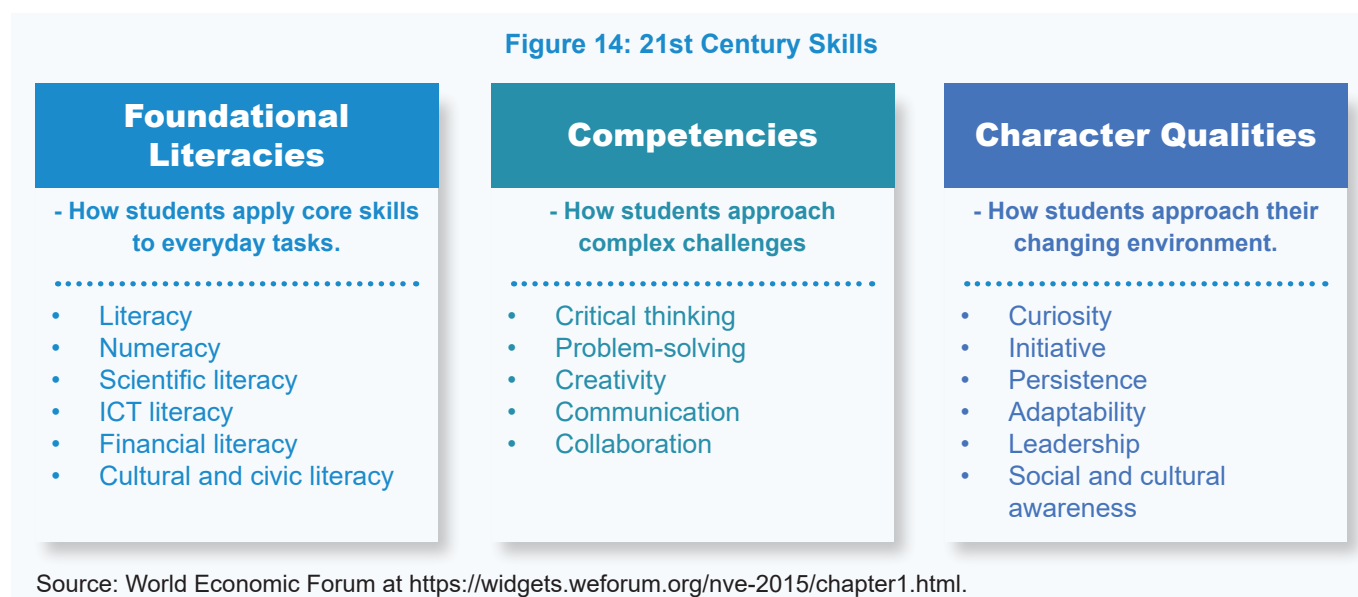 Figure 14: 21st Century Skills
Foundational
Literacies
- How students apply core skills
to everyday tasks.
• Literacy
• Numeracy
• Scientific literacy
• ICT literacy
• Financial literacy
• Cultural and civic literacy
Competencies
- How students approach
complex challenges
• Critical thinking
• Problem-solving
• Creativity
• Communication
• Collaboration
Character Qualities
- How students approach their
changing environment.
• Curiosity
• Initiative
• Persistence
• Adaptability
• Leadership
• Social and cultural
awareness
Source: World Economic Forum at https://widgets.weforum.org/nve-2015/chapter1.html.